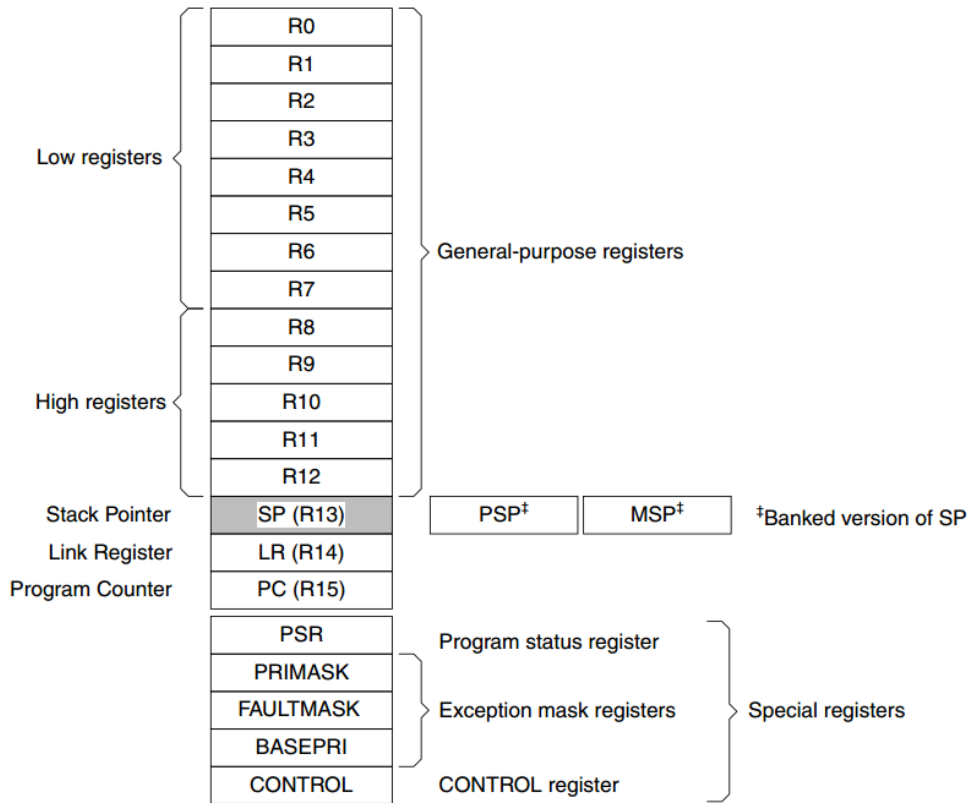 R0
R1
R2
R3
Low registers
R4
R5
R6
General-purpose registers
R7
R8
R9
High registers
R10
R11
R12
Stack Pointer SP (R13) PSP‡ MSP‡ ‡Banked version of SP
Link Register LR (R14)
Program Counter PC (R15)
PSR Program status register
PRIMASK
FAULTMASK Exception mask registers Special registers
BASEPRI
CONTROL CONTROL register